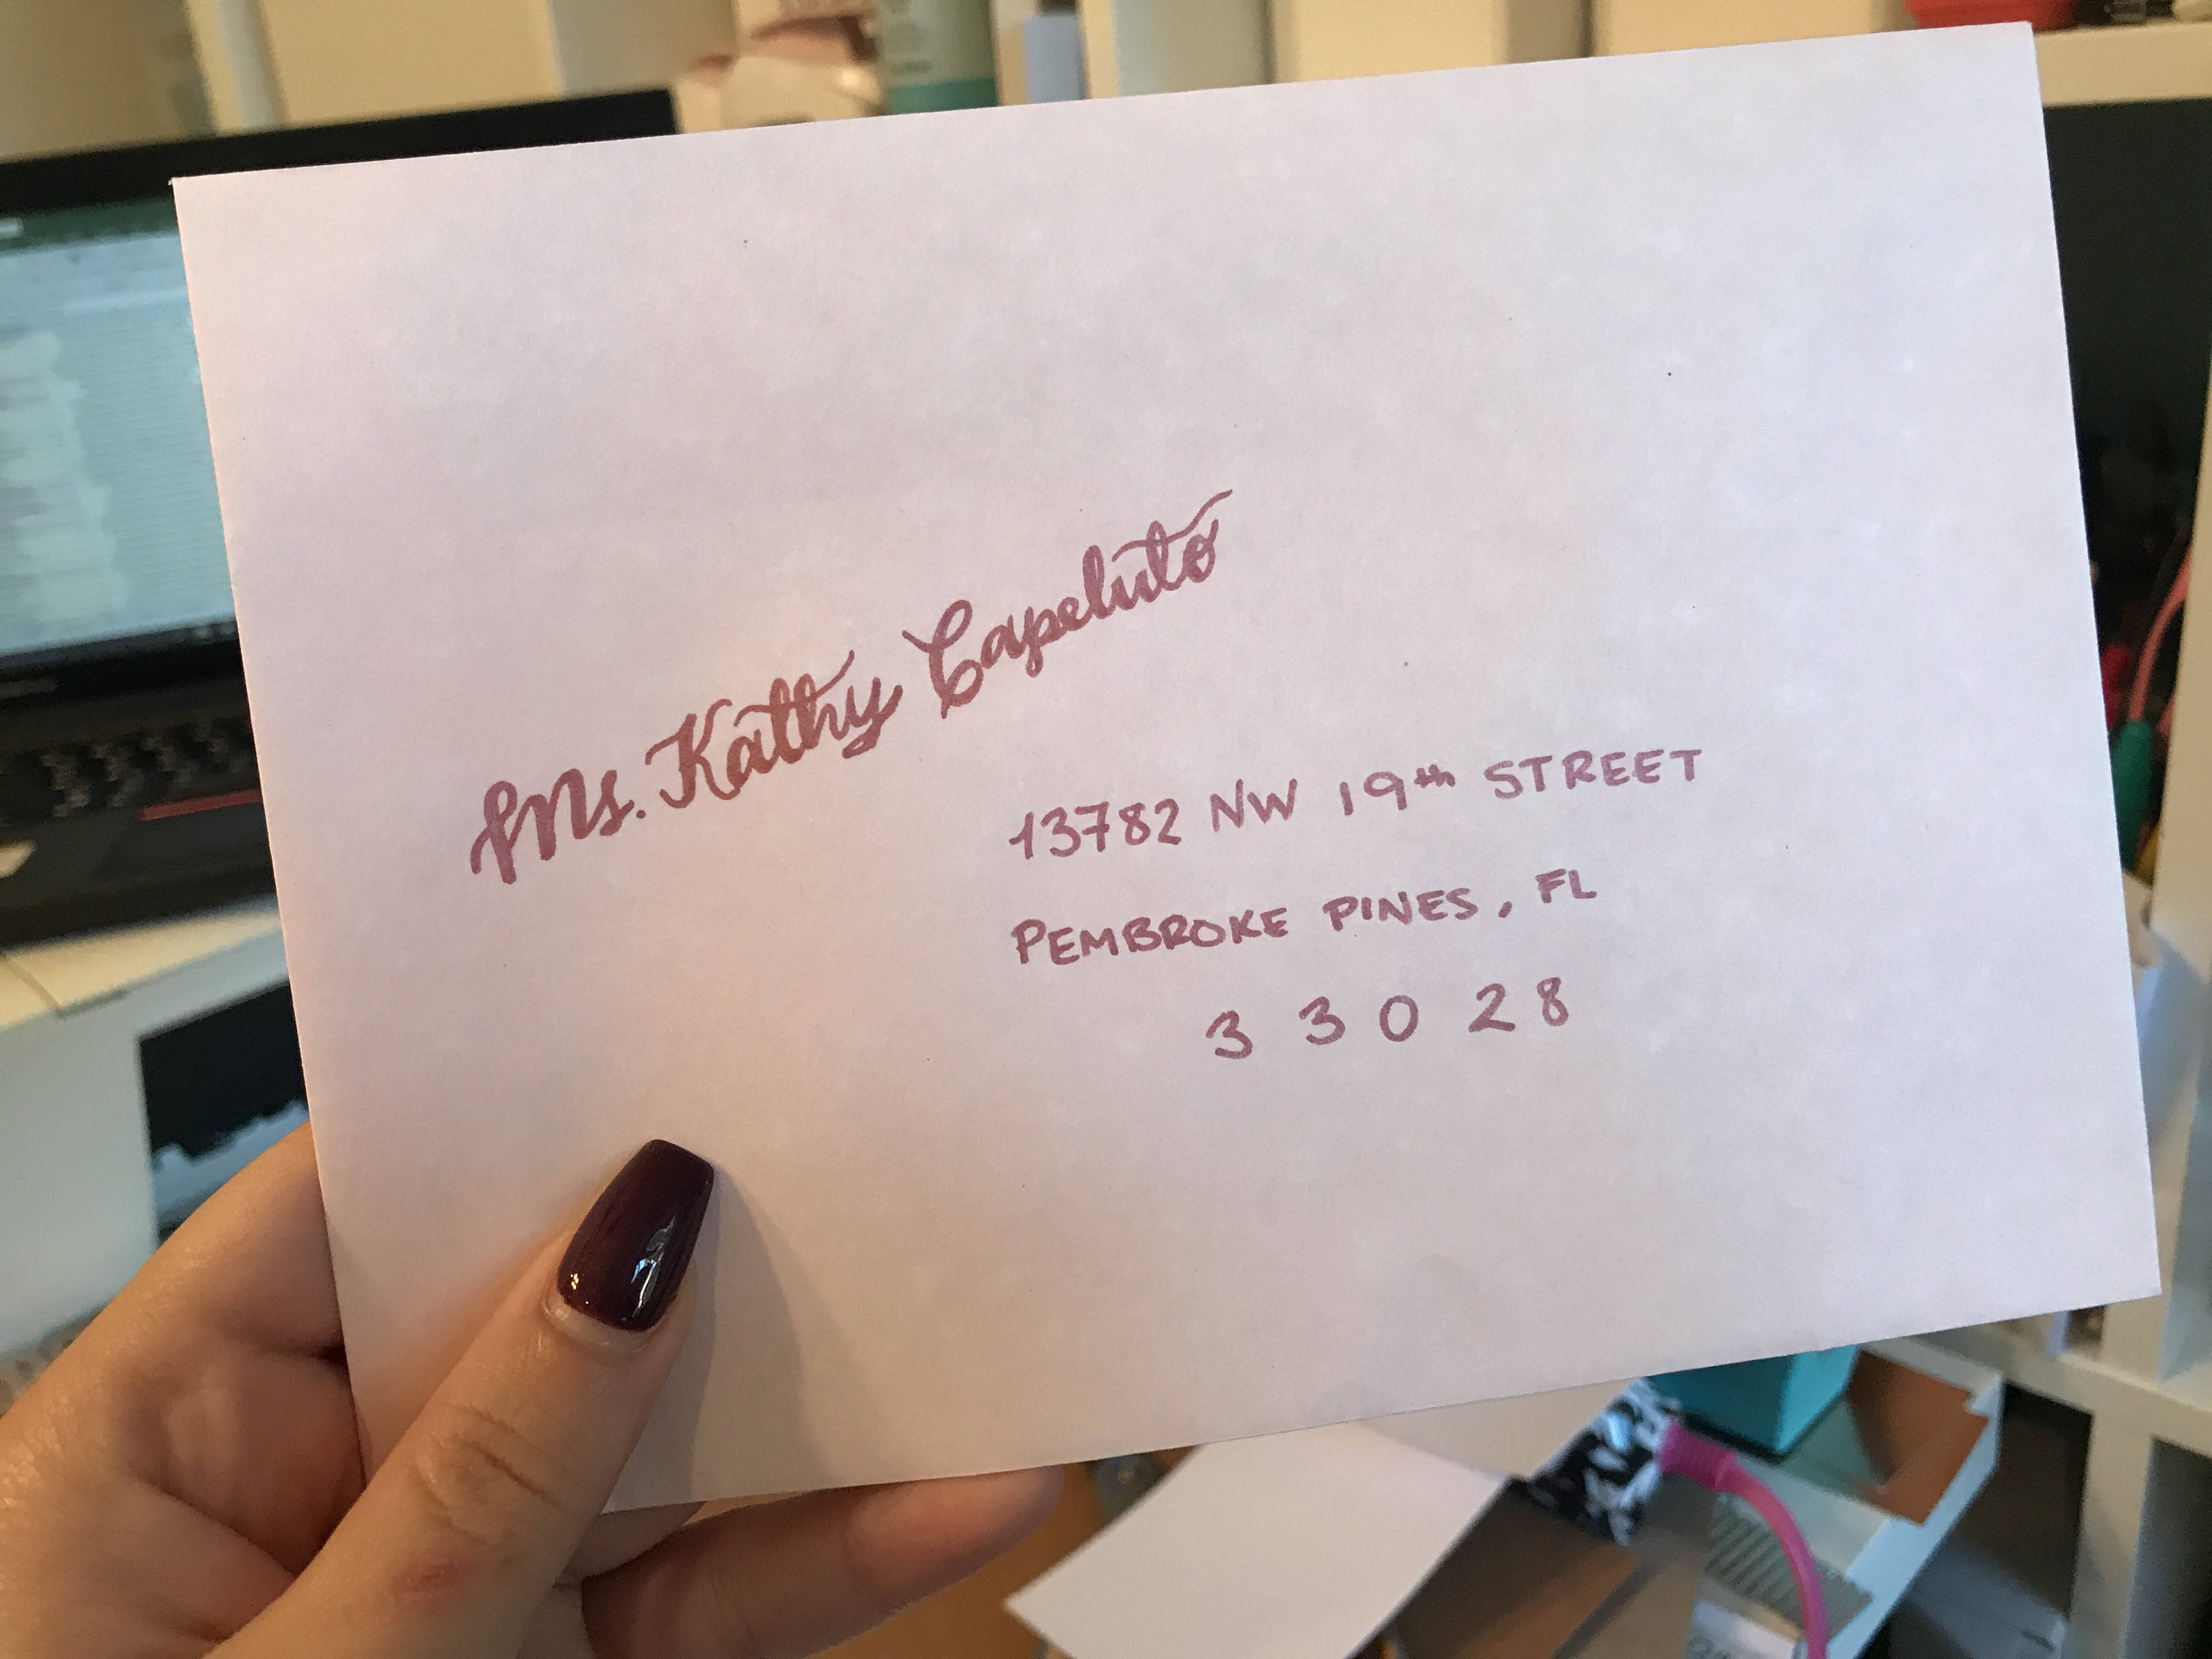 Ms. Kathy Capeluto
13782 NW 19th STREET
PEMBROKE PINES, FL
3 3 0 2 8